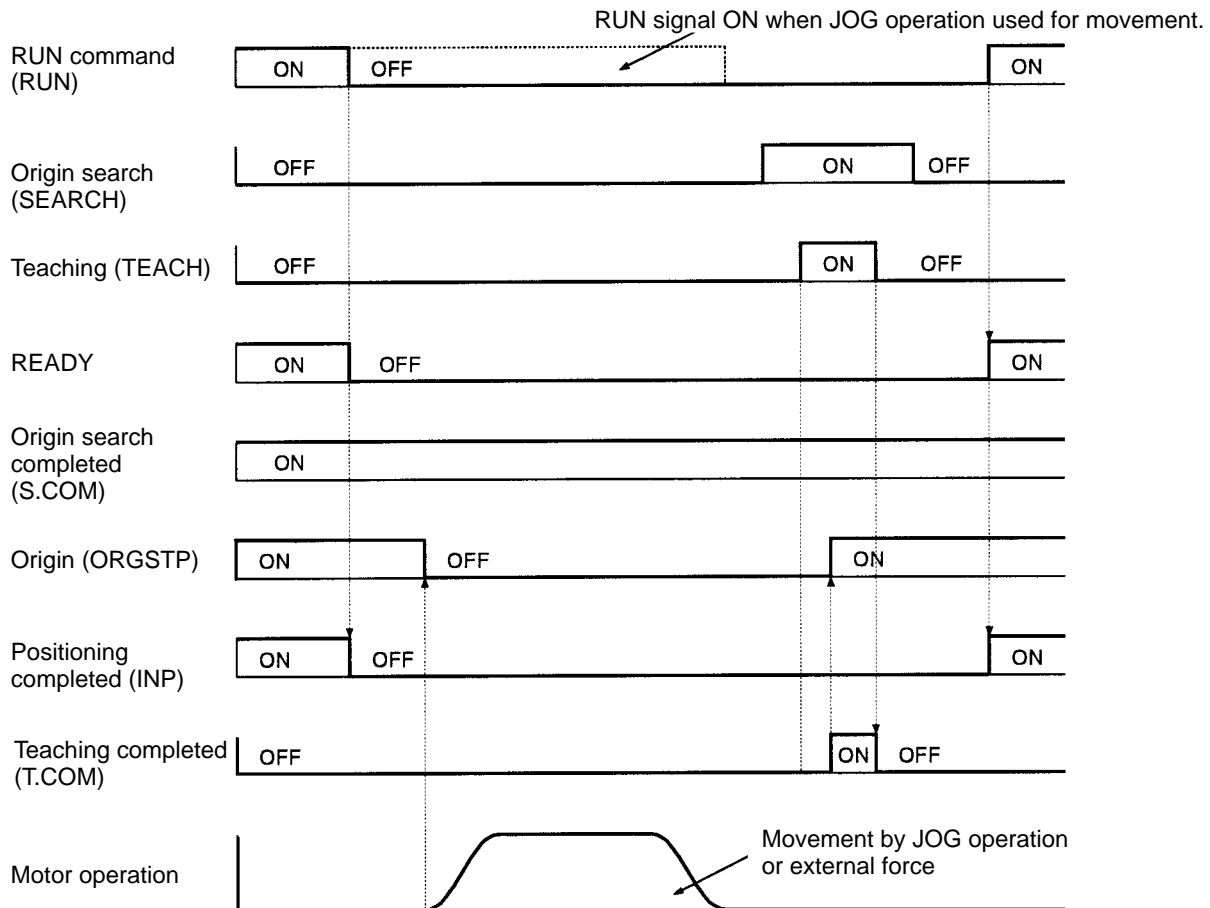 RUN signal ON when JOG operation used for movement.
RUN command
(RUN)
ON
OFF
ON
Origin search
(SEARCH)
OFF
ON
OFF
Teaching (TEACH)
OFF
ON
OFF
READY
ON
OFF
ON
Origin search
completed
(S.COM)
ON
Origin (ORGSTP)
ON
OFF
ON
Positioning
completed (INP)
ON
OFF
ON
Teaching completed
(T.COM)
OFF
ON
OFF
Motor operation
Movement by JOG operation
or external force